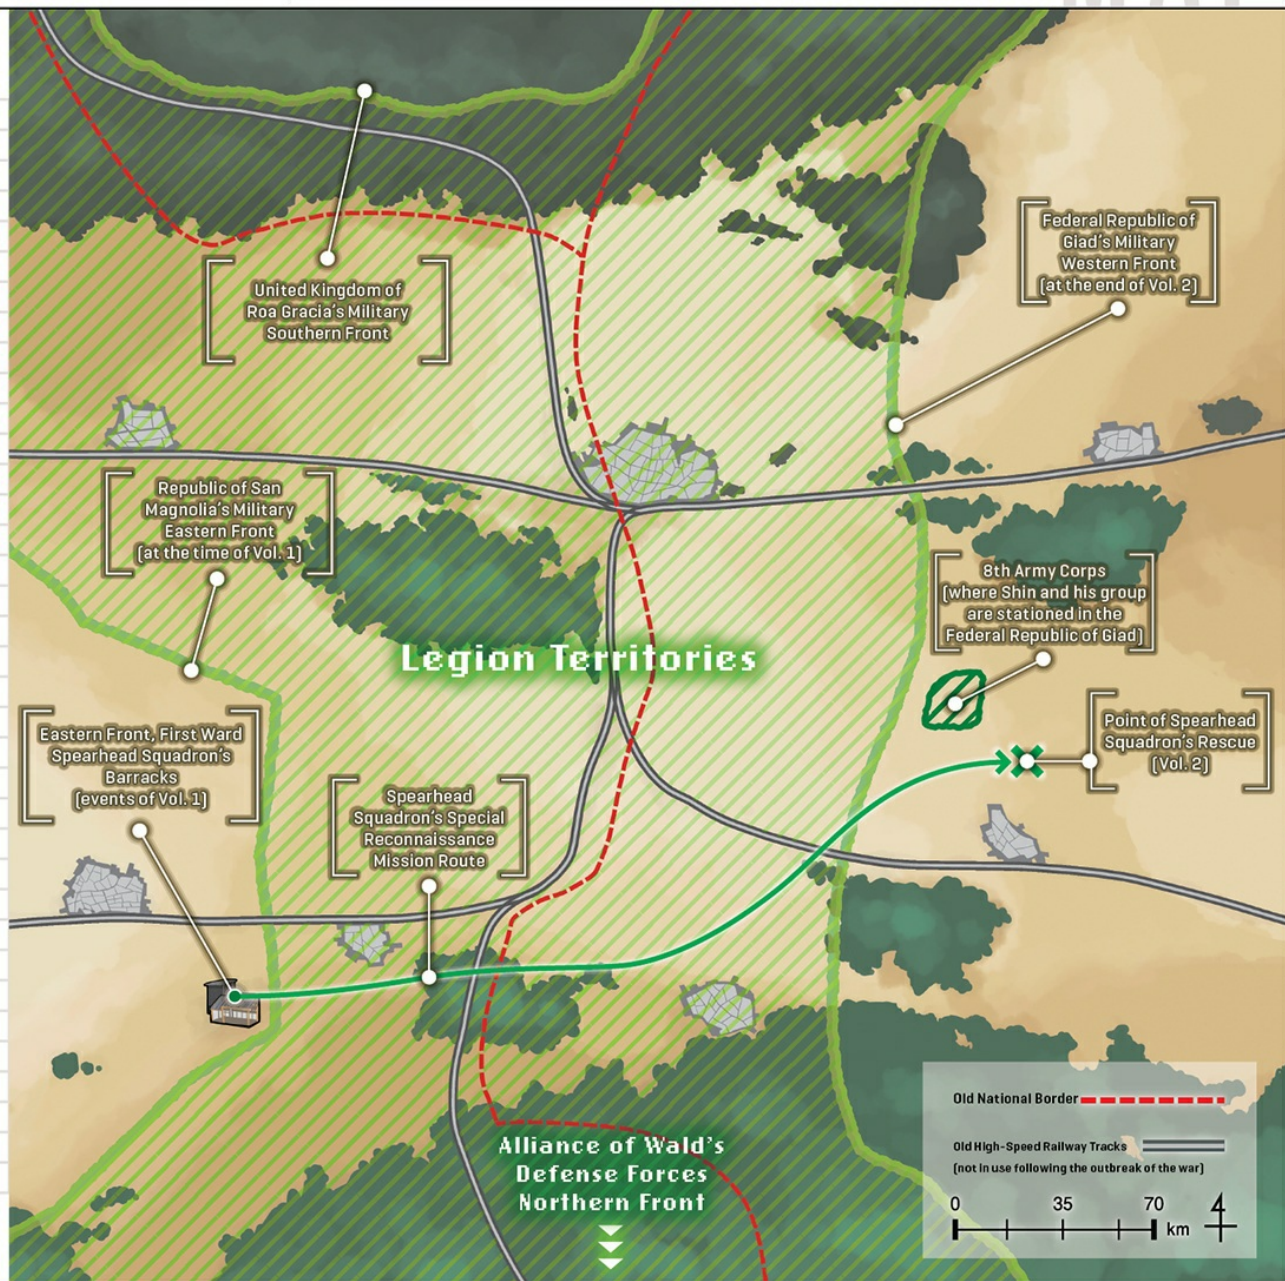 United Kingdom of
Roa Gracia's Military
Southern Front
Federal Republic of
Giad's Military
Western Front
(at the end of Vol. 2)
Republic of San
Magnolia's Military
Eastern Front
(at the time of Vol. 1)
8th Army Corps
(where Shin and his group
are stationed in the
Federal Republic of Giad)
Legion Territories
Eastern Front, First Ward
Spearhead Squadron's
Barracks
(events of Vol. 1)
Spearhead
Squadron's Special
Reconnaissance
Mission Route
Point of Spearhead
Squadron's Rescue
(Vol. 2)
Alliance of Wald's
Defense Forces
Northern Front
Old National Border
Old High-Speed Railway Tracks
(not in use following the outbreak of the war)
0 35 70
km